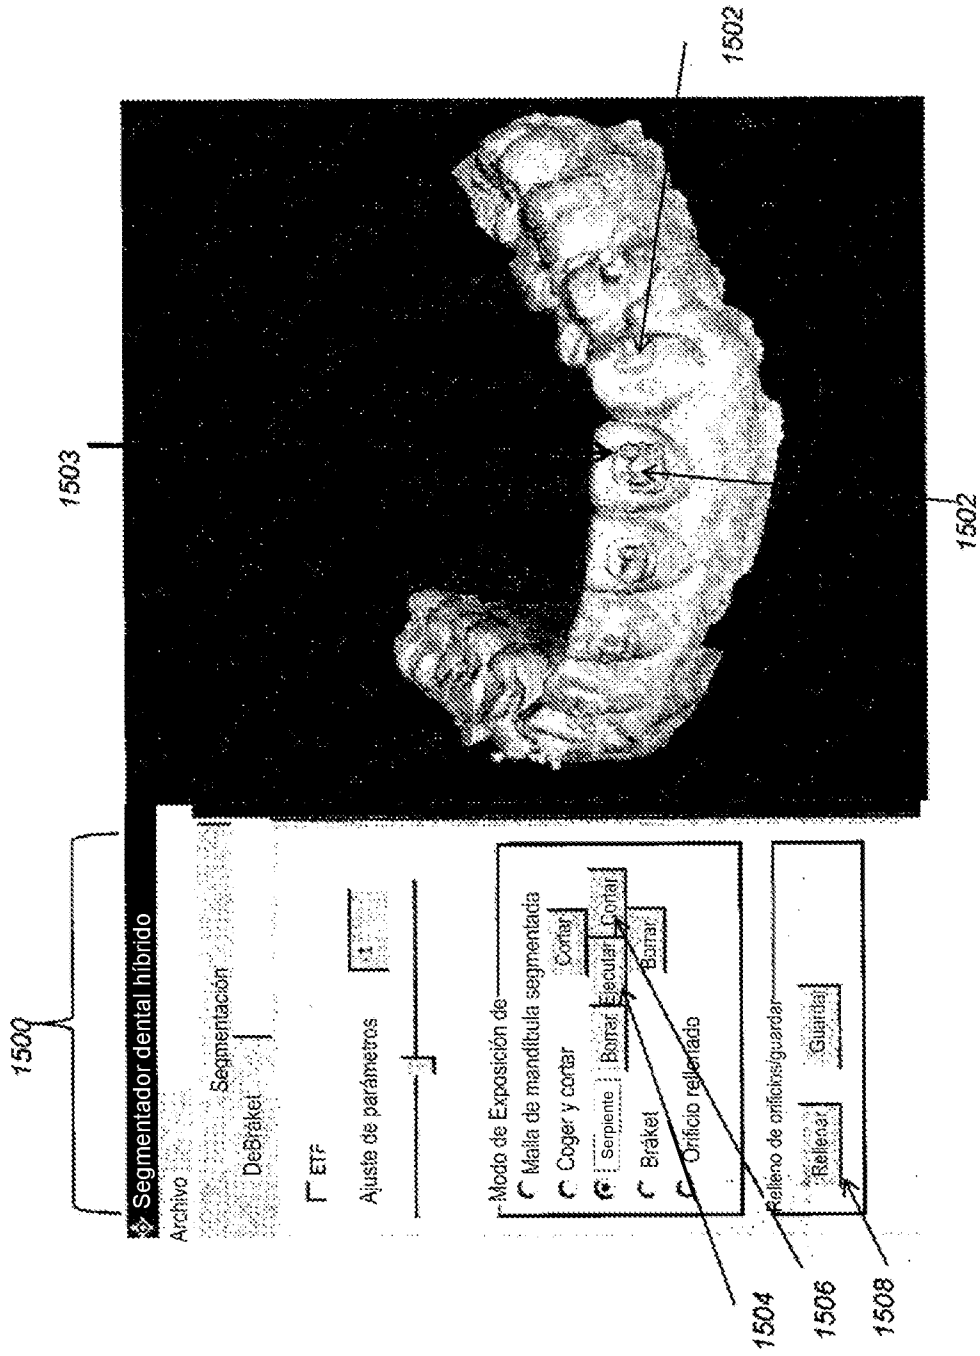 1500
1503
1502
1502
Segmentador dental híbrido
Archivo
Segmentación
DeBráket
ETF
Ajuste de parámetros
Modo de Exposición de
Malla de mandíbula segmentada
Coger y cortar Cortar
Serpiente Borrar Ejecutar Cortar
Bráket Borrar
Orificio rellenado
Relleno de orificios/guardar
Rellenar Guardar
1504
1506
1508